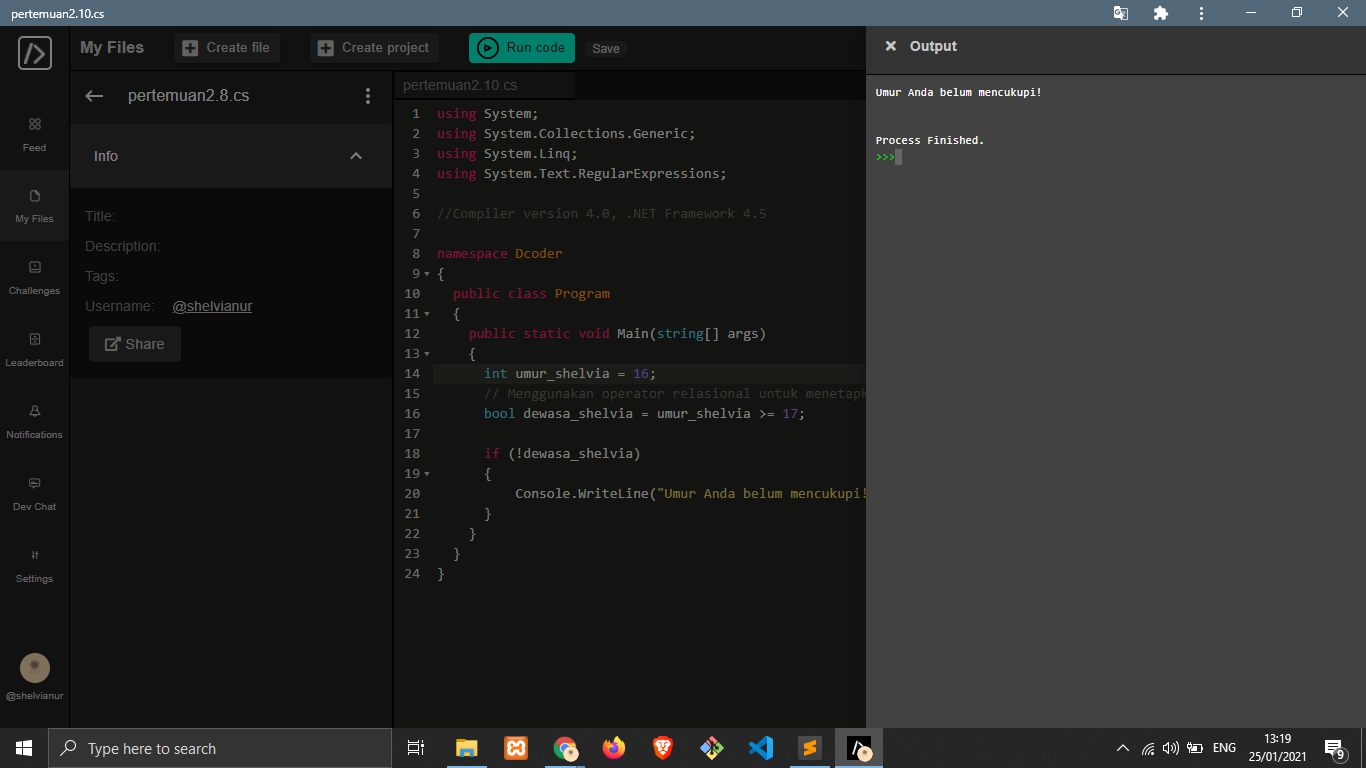 pertemuan2.10.cs
My Files
Create file
Create project
Run code
Save
Output
Feed
My Files
Challenges
Leaderboard
Notifications
Dev Chat
Settings
@shelvianur
pertemuan2.8.cs
Info
Title:
Description:
Tags:
Username: @shelvianur
Share
pertemuan2.10.cs
1 using System;
2 using System.Collections.Generic;
3 using System.Linq;
4 using System.Text.RegularExpressions;
5
6 //Compiler version 4.0, .NET Framework 4.5
7
8 namespace Dcoder
9 {
10 public class Program
11 {
12 public static void Main(string[] args)
13 {
14 int umur_shelvia = 16;
15 // Menggunakan operator relasional untuk menetapk
16 bool dewasa_shelvia = umur_shelvia >= 17;
17
18 if (!dewasa_shelvia)
19 {
20 Console.WriteLine("Umur Anda belum mencukupi!
21 }
22 }
23 }
24 }
Umur Anda belum mencukupi!
Process Finished.
>>>
Type here to search
ENG
13:19
25/01/2021
9